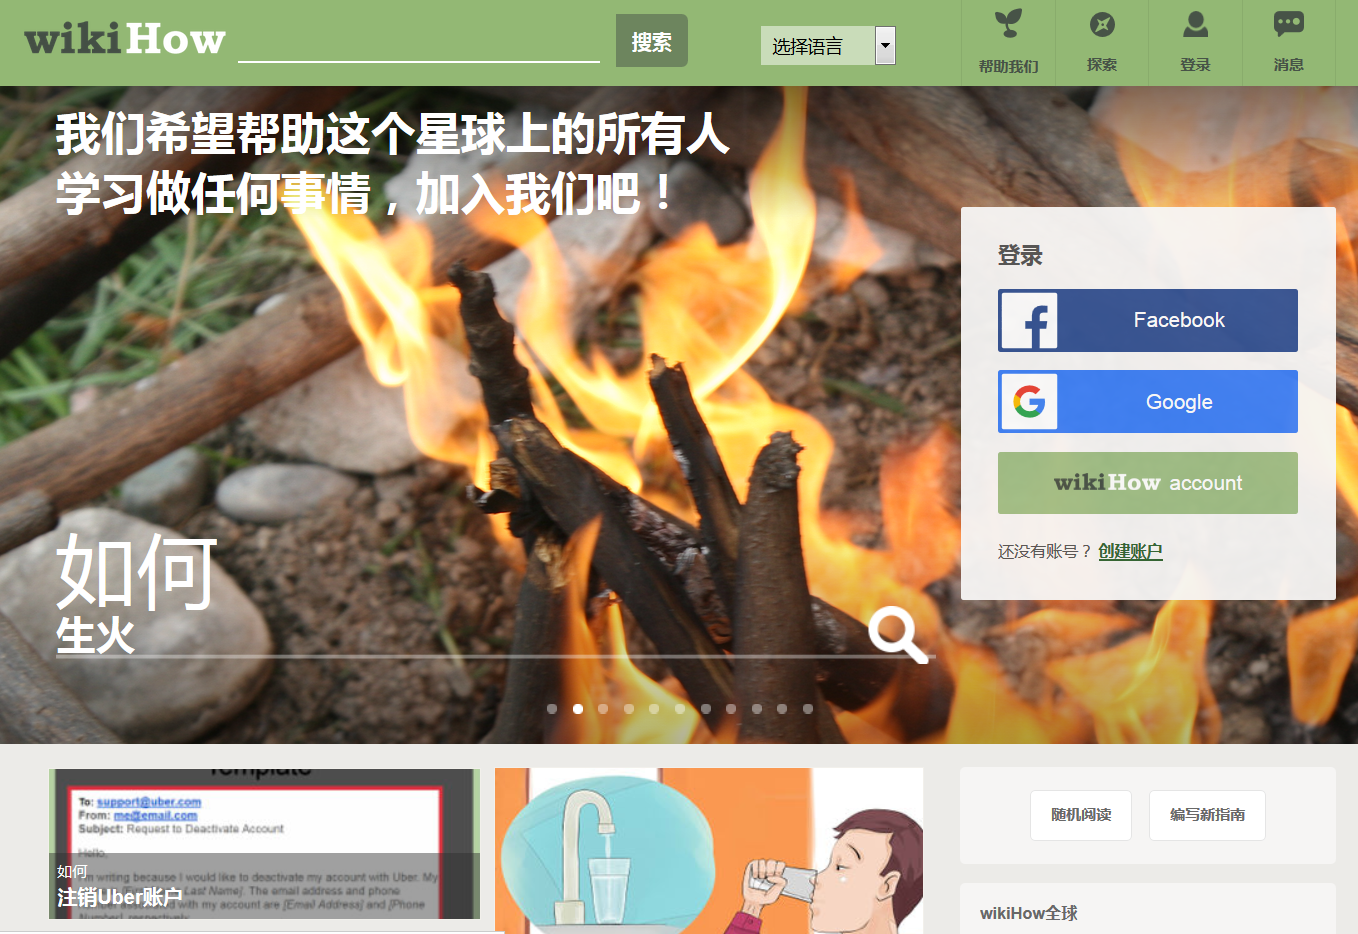 wikiHow
搜索
选择语言
帮助我们
探索
登录
消息
我们希望帮助这个星球上的所有人
学习做任何事情，加入我们吧！
登录
Facebook
Google
wikiHow account
还没有账号？ 创建账户
如何
生火
Template
To: support@uber.com
From: me@email.com
Subject: Request to Deactivate Account
Hello,
I'm writing because I would like to deactivate my account with Uber. My
Last Name]. The email address and phone
with my account are [Email Address] and [Phone
Number], respectively.
如何
注销Uber账户
随机阅读
编写新指南
wikiHow全球